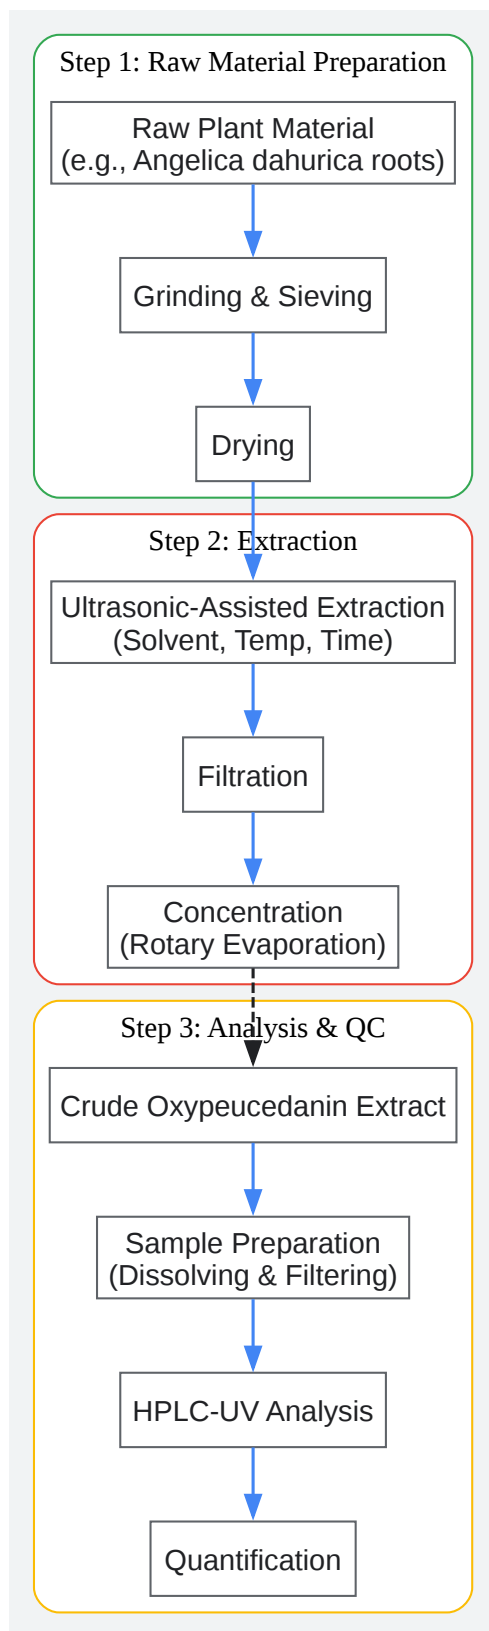 Step 1: Raw Material Preparation
Raw Plant Material
(e.g., Angelica dahurica roots)
Grinding & Sieving
Drying
Step 2: Extraction
Ultrasonic-Assisted Extraction
(Solvent, Temp, Time)
Filtration
Concentration
(Rotary Evaporation)
Step 3: Analysis & QC
Crude Oxypeucedanin Extract
Sample Preparation
(Dissolving & Filtering)
HPLC-UV Analysis
Quantification